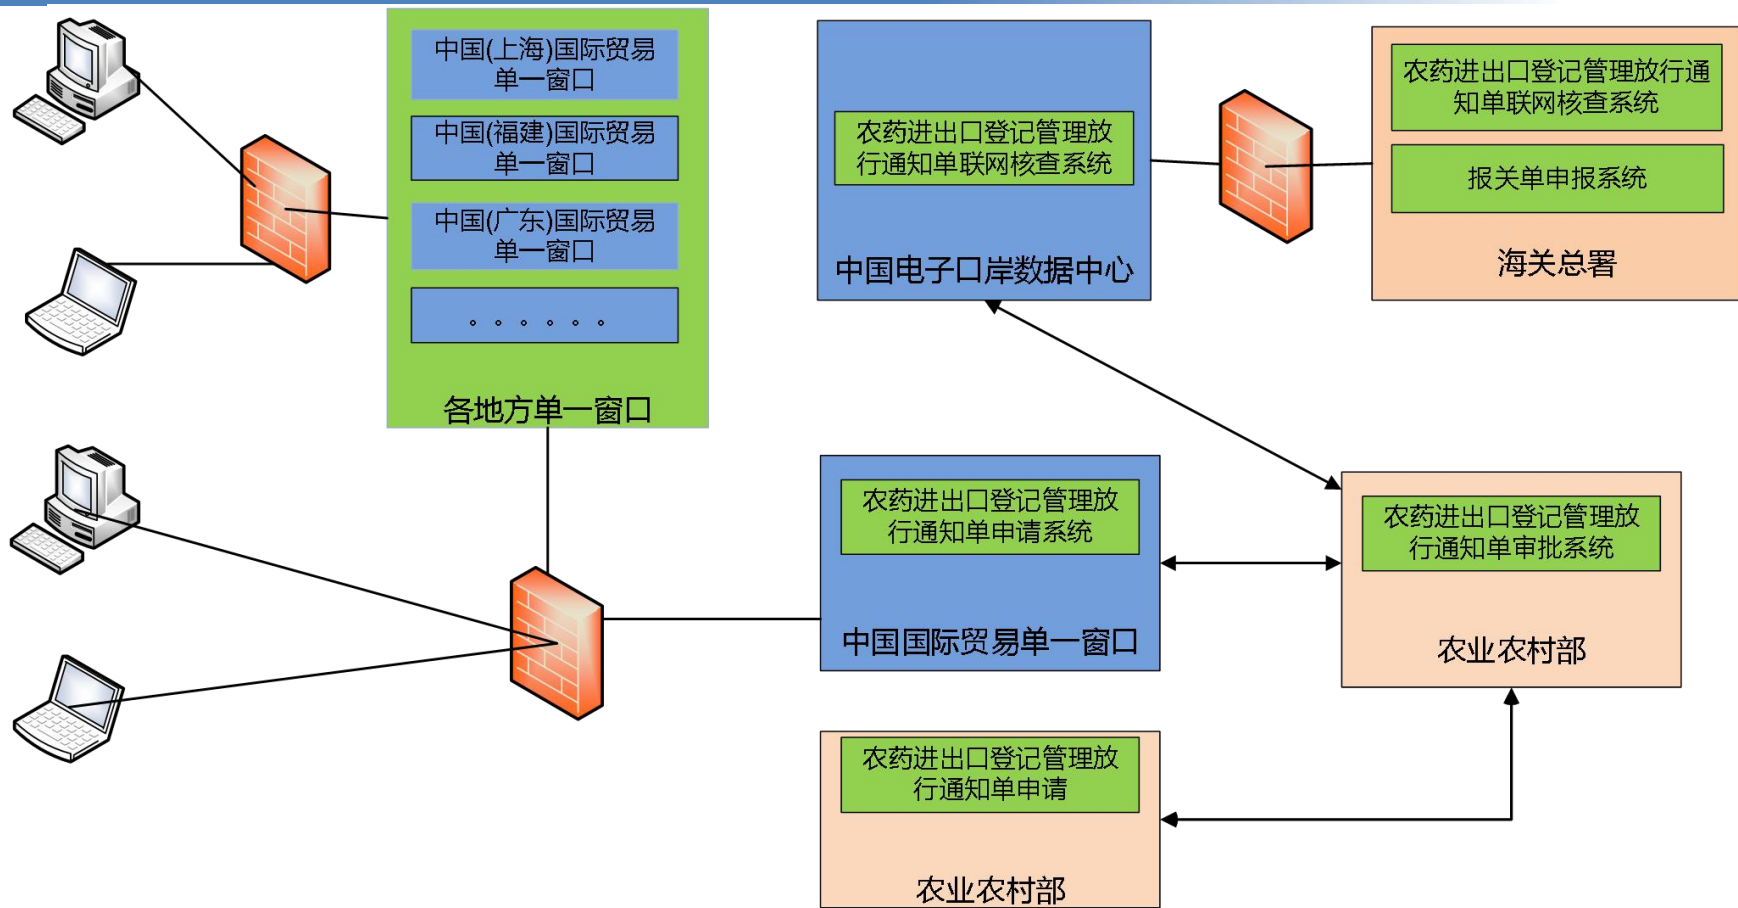 中国(上海)国际贸易
单一窗口
中国(福建)国际贸易
单一窗口
中国(广东)国际贸易
单一窗口
。。。。。。
各地方单一窗口
农药进出口登记管理放
行通知单联网核查系统
中国电子口岸数据中心
农药进出口登记管理放行通
知单联网核查系统
报关单申报系统
海关总署
农药进出口登记管理放
行通知单申请系统
中国国际贸易单一窗口
农药进出口登记管理放
行通知单审批系统
农业农村部
农药进出口登记管理放
行通知单申请
农业农村部